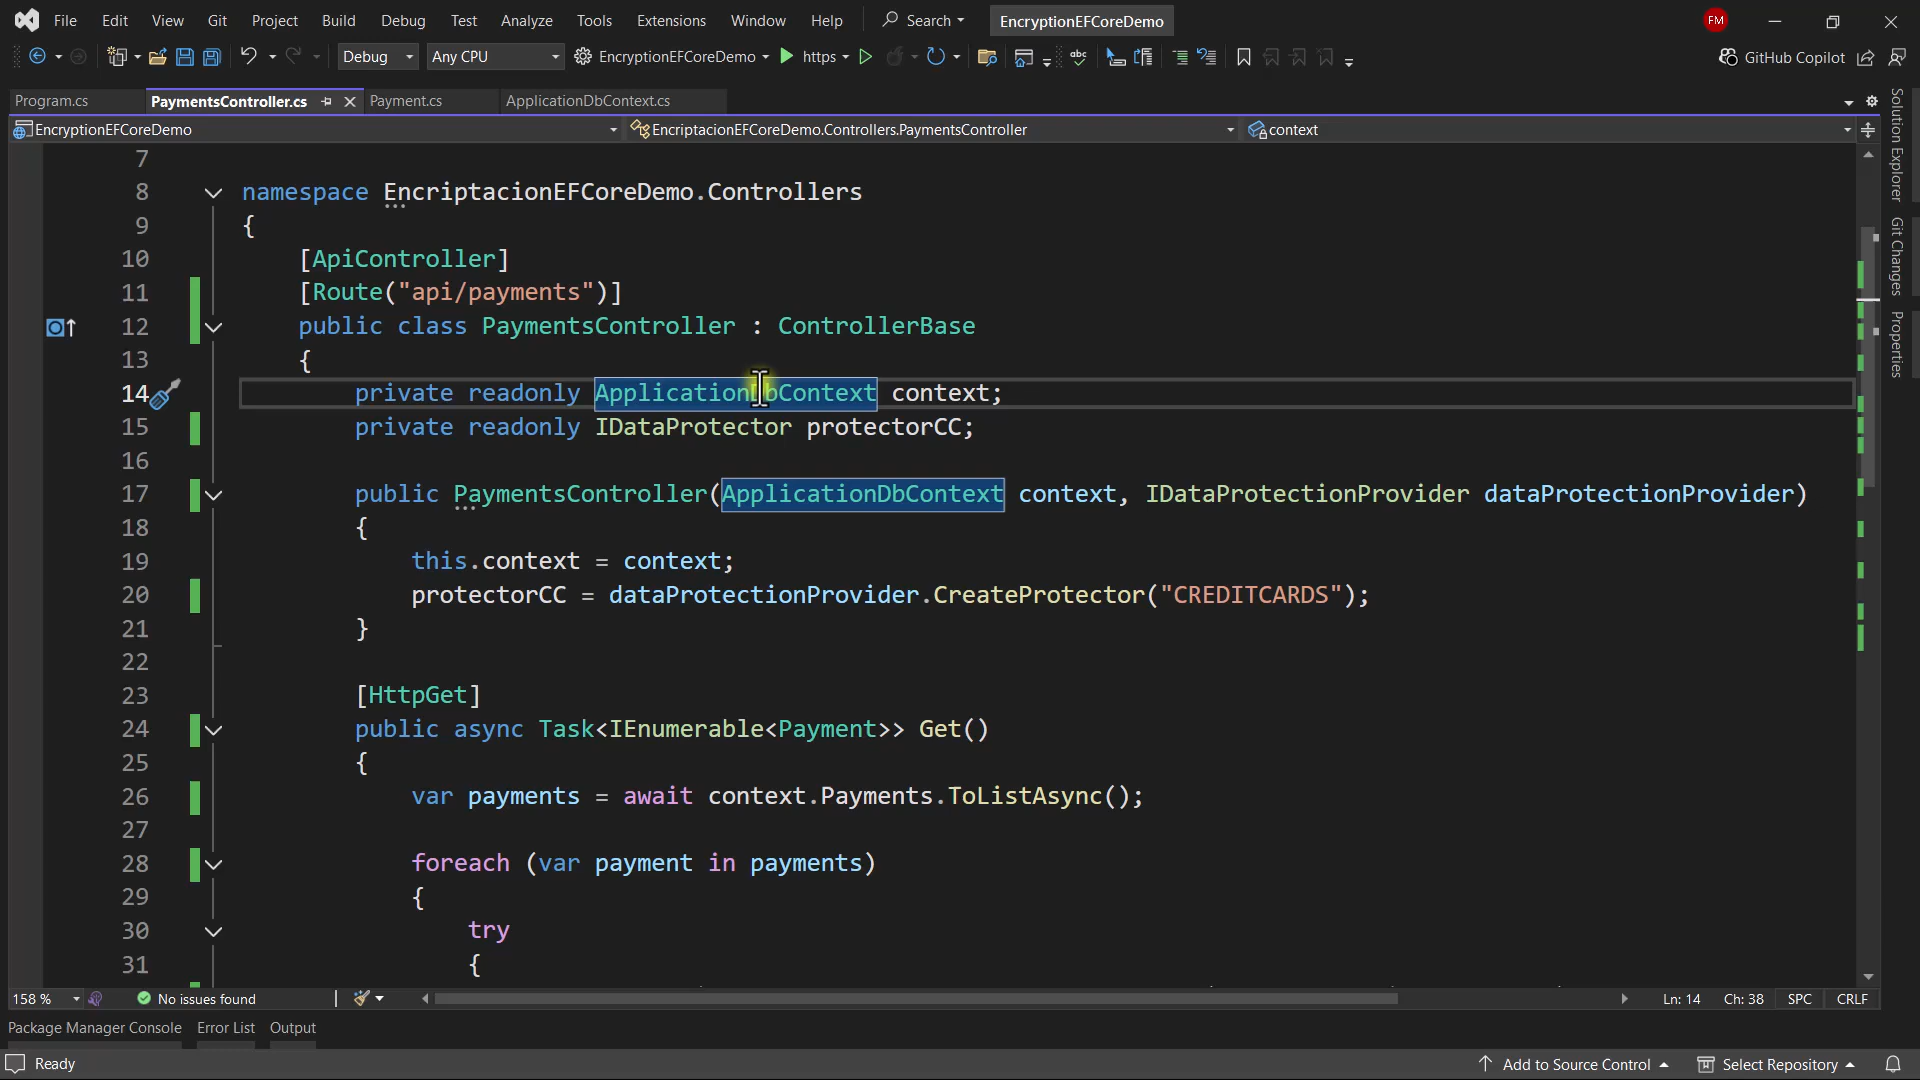 File Edit View Git Project Build Debug Test Analyze Tools Extensions Window Help Search EncryptionEFCoreDemo FM
Debug Any CPU EncryptionEFCoreDemo https abc GitHub Copilot
Program.cs PaymentsController.cs Payment.cs ApplicationDbContext.cs
EncryptionEFCoreDemo EncriptacionEFCoreDemo.Controllers.PaymentsController context
7
8 namespace EncriptacionEFCoreDemo.Controllers
9 {
10 [ApiController]
11 [Route("api/payments")]
12 public class PaymentsController : ControllerBase
13 {
14 private readonly ApplicationDbContext context;
15 private readonly IDataProtector protectorCC;
16
17 public PaymentsController(ApplicationDbContext context, IDataProtectionProvider dataProtectionProvider)
18 {
19 this.context = context;
20 protectorCC = dataProtectionProvider.CreateProtector("CREDITCARDS");
21 }
22
23 [HttpGet]
24 public async Task<IEnumerable<Payment>> Get()
25 {
26 var payments = await context.Payments.ToListAsync();
27
28 foreach (var payment in payments)
29 {
30 try
31 {
Solution Explorer
Git Changes
Properties
158 % No issues found Ln: 14 Ch: 38 SPC CRLF
Package Manager Console Error List Output
Ready Add to Source Control Select Repository